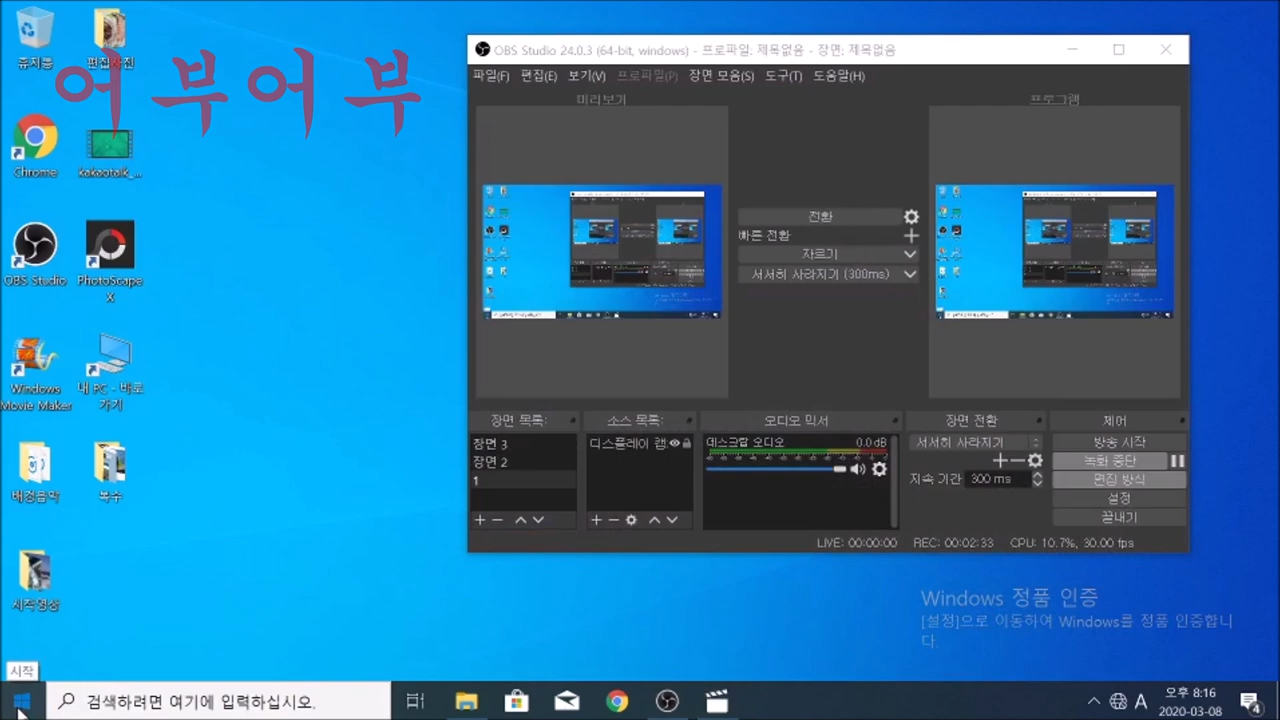 휴지통
편집사진
어부어부
Chrome
kakaotalk_...
OBS Studio
PhotoScape
X
Windows
Movie Maker
내 PC - 바로
가기
배경음악
복수
시작영상
OBS Studio 24.0.3 (64-bit, windows) - 프로파일: 제목없음 - 장면: 제목없음
파일(F) 편집(E) 보기(V) 프로파일(P) 장면 모음(S) 도구(T) 도움말(H)
미리보기
프로그램
전환
빠른 전환
자르기
서서히 사라지기 (300ms)
장면 목록:
장면 3
장면 2
1
소스 목록:
디스플레이 캡
오디오 믹서
데스크탑 오디오 0.0 dB
장면 전환
서서히 사라지기
지속 기간 300 ms
제어
방송 시작
녹화 중단
편집 방식
설정
끝내기
LIVE: 00:00:00 REC: 00:02:33 CPU: 10.7%, 30.00 fps
Windows 정품 인증
[설정]으로 이동하여 Windows를 정품 인증합니
다.
시작
검색하려면 여기에 입력하십시오.
A
오후 8:16
2020-03-08
4